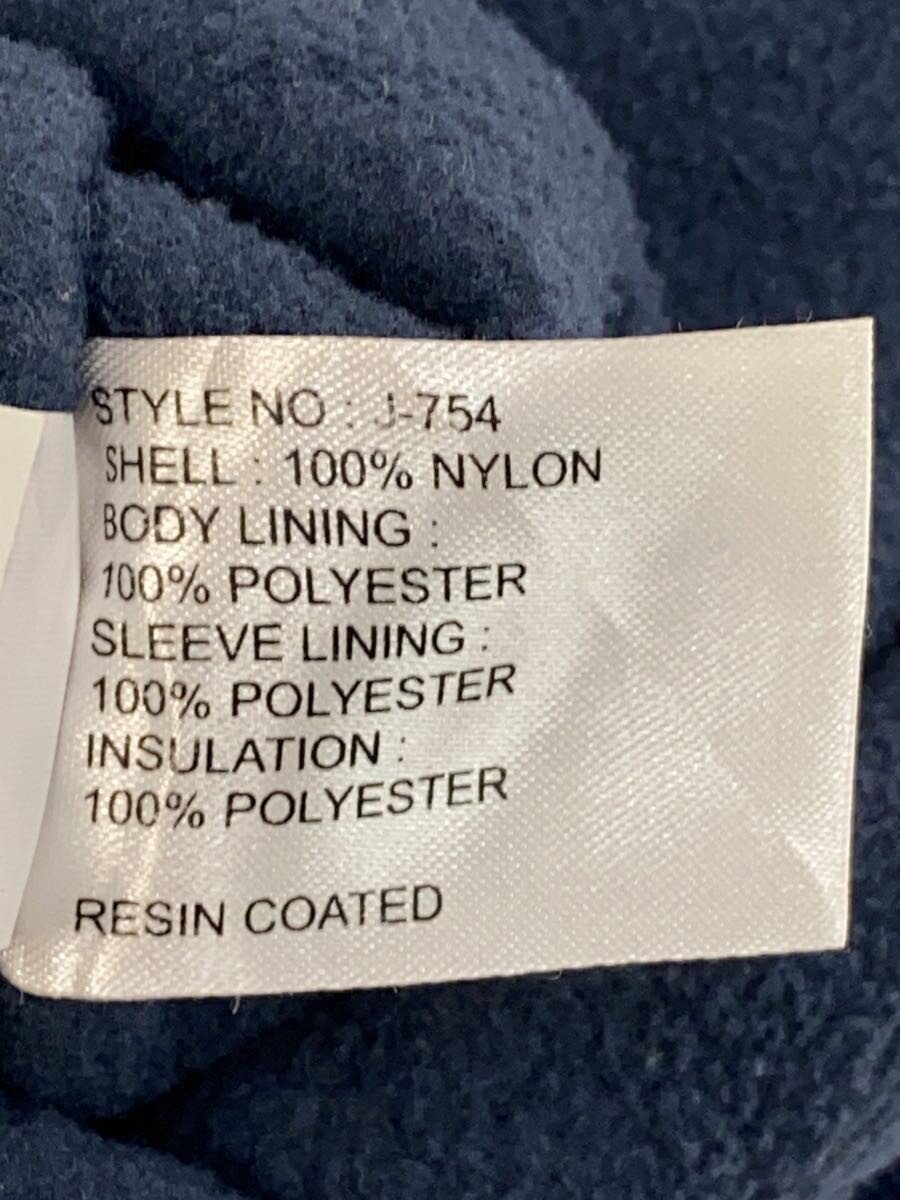 STYLE NO : J-754
SHELL : 100% NYLON
BODY LINING :
100% POLYESTER
SLEEVE LINING :
100% POLYESTER
INSULATION :
100% POLYESTER
RESIN COATED